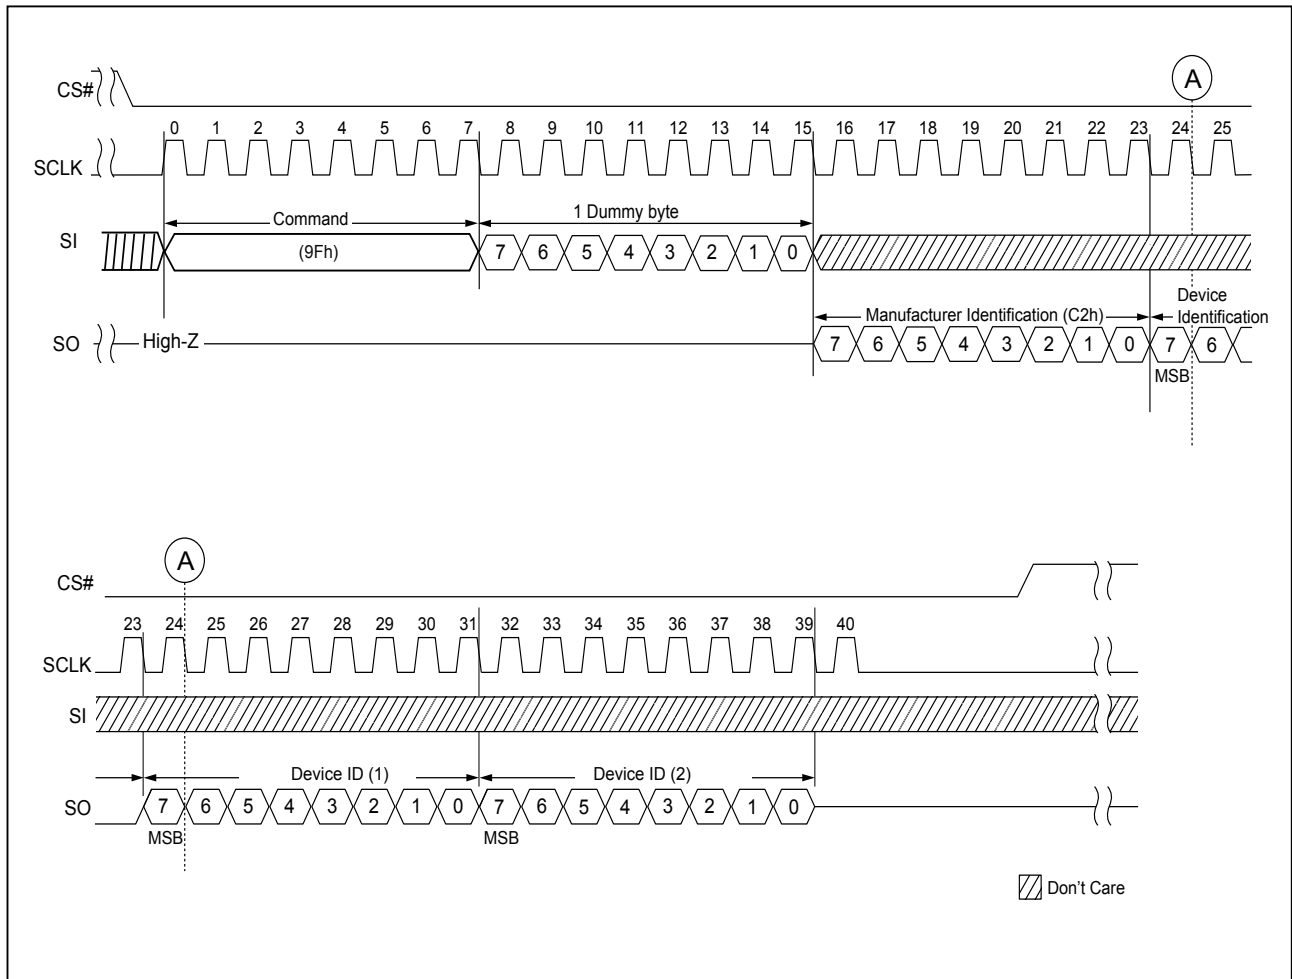 A
CS#
0 1 2 3 4 5 6 7 8 9 10 11 12 13 14 15 16 17 18 19 20 21 22 23 24 25
SCLK
Command 1 Dummy byte
SI (9Fh) 7 6 5 4 3 2 1 0
Device
Manufacturer Identification (C2h) Identification
SO High-Z 7 6 5 4 3 2 1 0 7 6
MSB
A
CS#
23 24 25 26 27 28 29 30 31 32 33 34 35 36 37 38 39 40
SCLK
SI
Device ID (1) Device ID (2)
SO 7 6 5 4 3 2 1 0 7 6 5 4 3 2 1 0
MSB MSB
Don't Care